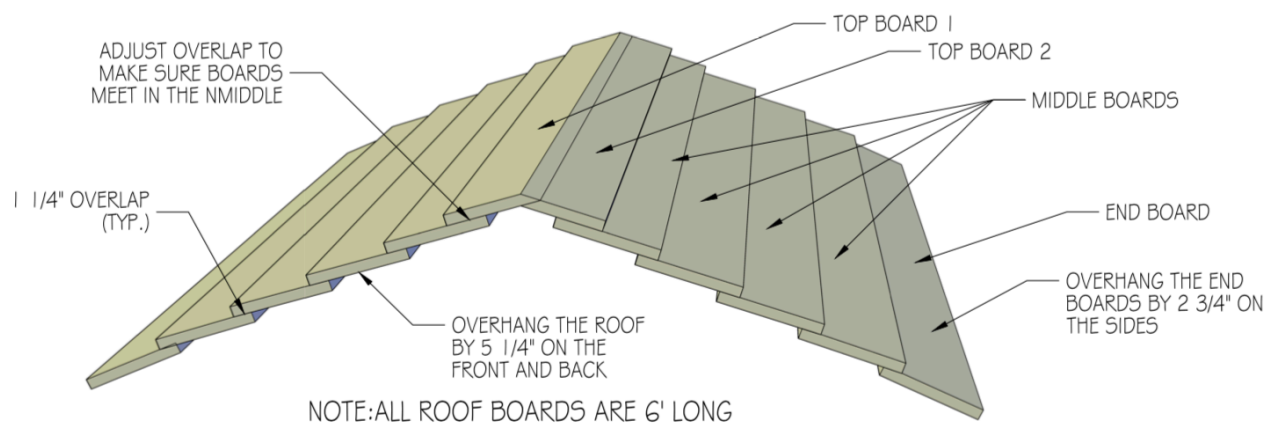 TOP BOARD 1
TOP BOARD 2
ADJUST OVERLAP TO
MAKE SURE BOARDS
MEET IN THE NMIDDLE
MIDDLE BOARDS
1 1/4" OVERLAP
(TYP.)
END BOARD
OVERHANG THE END
BOARDS BY 2 3/4" ON
THE SIDES
OVERHANG THE ROOF
BY 5 1/4" ON THE
FRONT AND BACK
NOTE:ALL ROOF BOARDS ARE 6' LONG